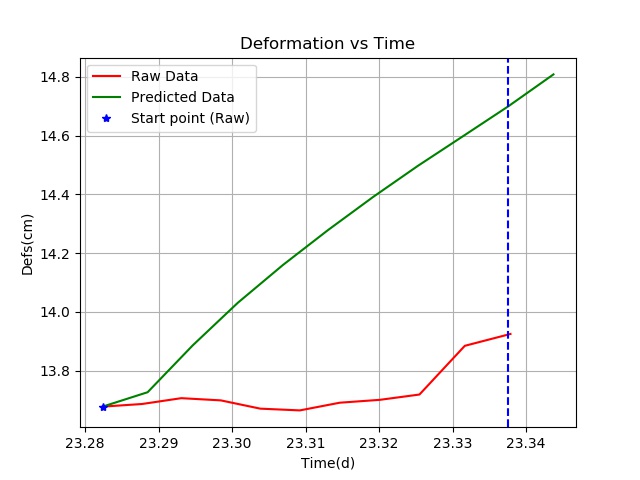 Deformation vs Time
Raw Data
Predicted Data
Start point (Raw)
Defs(cm)
14.8
14.6
14.4
14.2
14.0
13.8
23.28 23.29 23.30 23.31 23.32 23.33 23.34
Time(d)